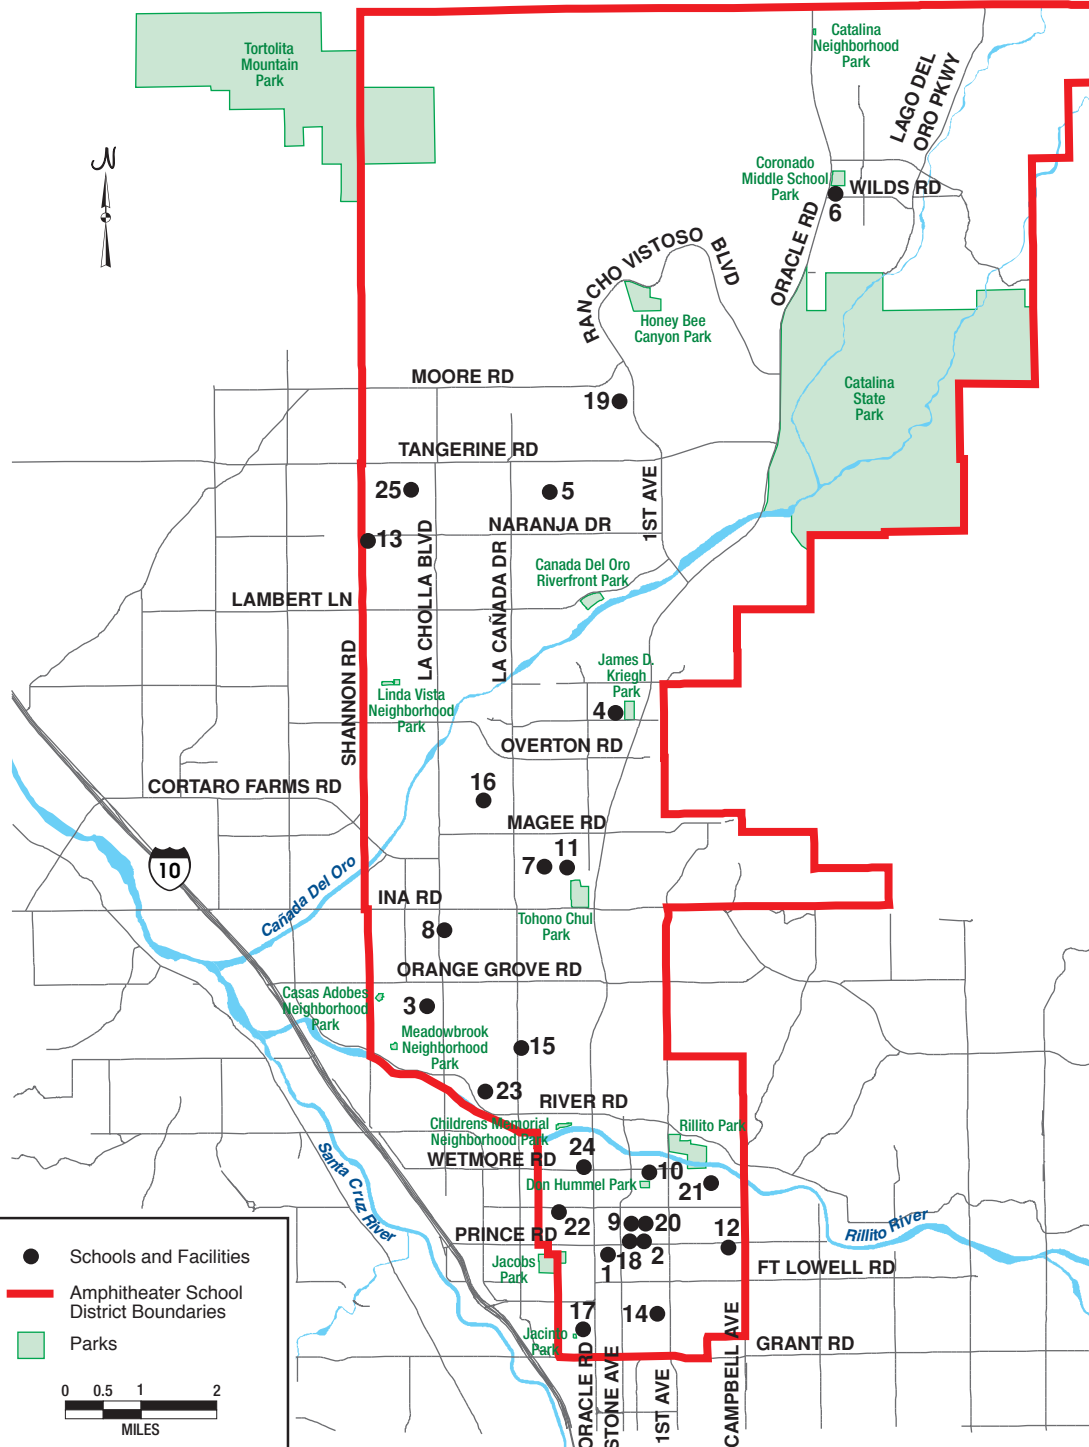 Tortolita
Mountain
Park
Catalina
Neighborhood
Park
LAGO DEL
ORO PKWY
N
Coronado
Middle School
Park
WILDS RD
6
ORACLE RD
RANCHO VISTOSO BLVD
Honey Bee
Canyon Park
Catalina
State
Park
MOORE RD
19
TANGERINE RD
25
5
1ST AVE
NARANJA DR
13
LA CHOLLA BLVD
LA CAÑADA DR
Canada Del Oro
Riverfront Park
LAMBERT LN
SHANNON RD
James D.
Kriegh
Park
Linda Vista
Neighborhood
Park
4
OVERTON RD
CORTARO FARMS RD
16
MAGEE RD
10
7
11
Cañada Del Oro
INA RD
Tohono Chul
Park
8
ORANGE GROVE RD
Casas Adobes
Neighborhood
Park
3
Meadowbrook
Neighborhood
Park
15
23
RIVER RD
Childrens Memorial
Neighborhood Park
Rillito Park
WETMORE RD
24
10
Don Hummel Park
21
Santa Cruz River
22
9
20
12
Rillito River
PRINCE RD
18
2
1
Jacobs
Park
FT LOWELL RD
17
14
Jacinto
Park
GRANT RD
ORACLE RD
STONE AVE
1ST AVE
CAMPBELL AVE
Schools and Facilities
Amphitheater School
District Boundaries
Parks
0 0.5 1 2
MILES